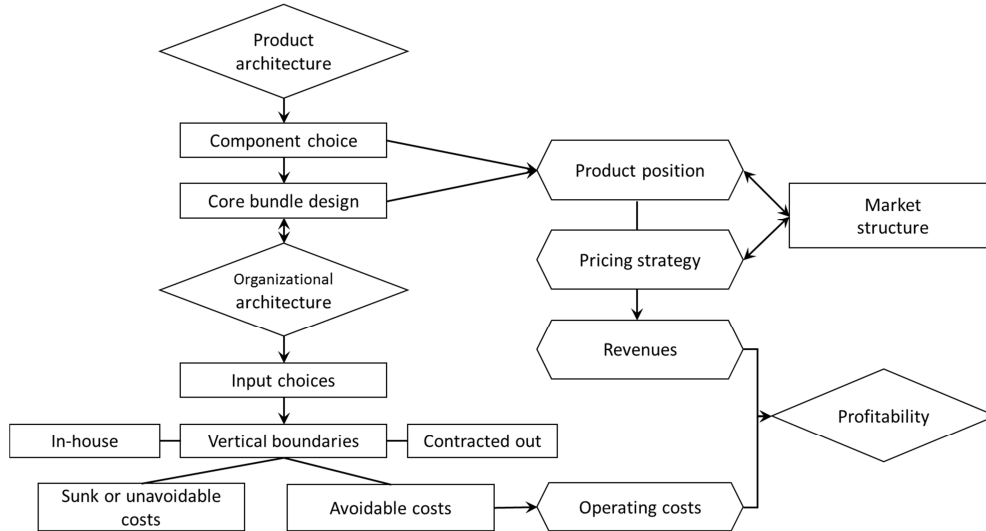 Product
architecture
Component choice
Core bundle design
Organizational
architecture
Input choices
In-house
Vertical boundaries
Contracted out
Sunk or unavoidable
costs
Avoidable costs
Product position
Market
structure
Pricing strategy
Revenues
Profitability
Operating costs